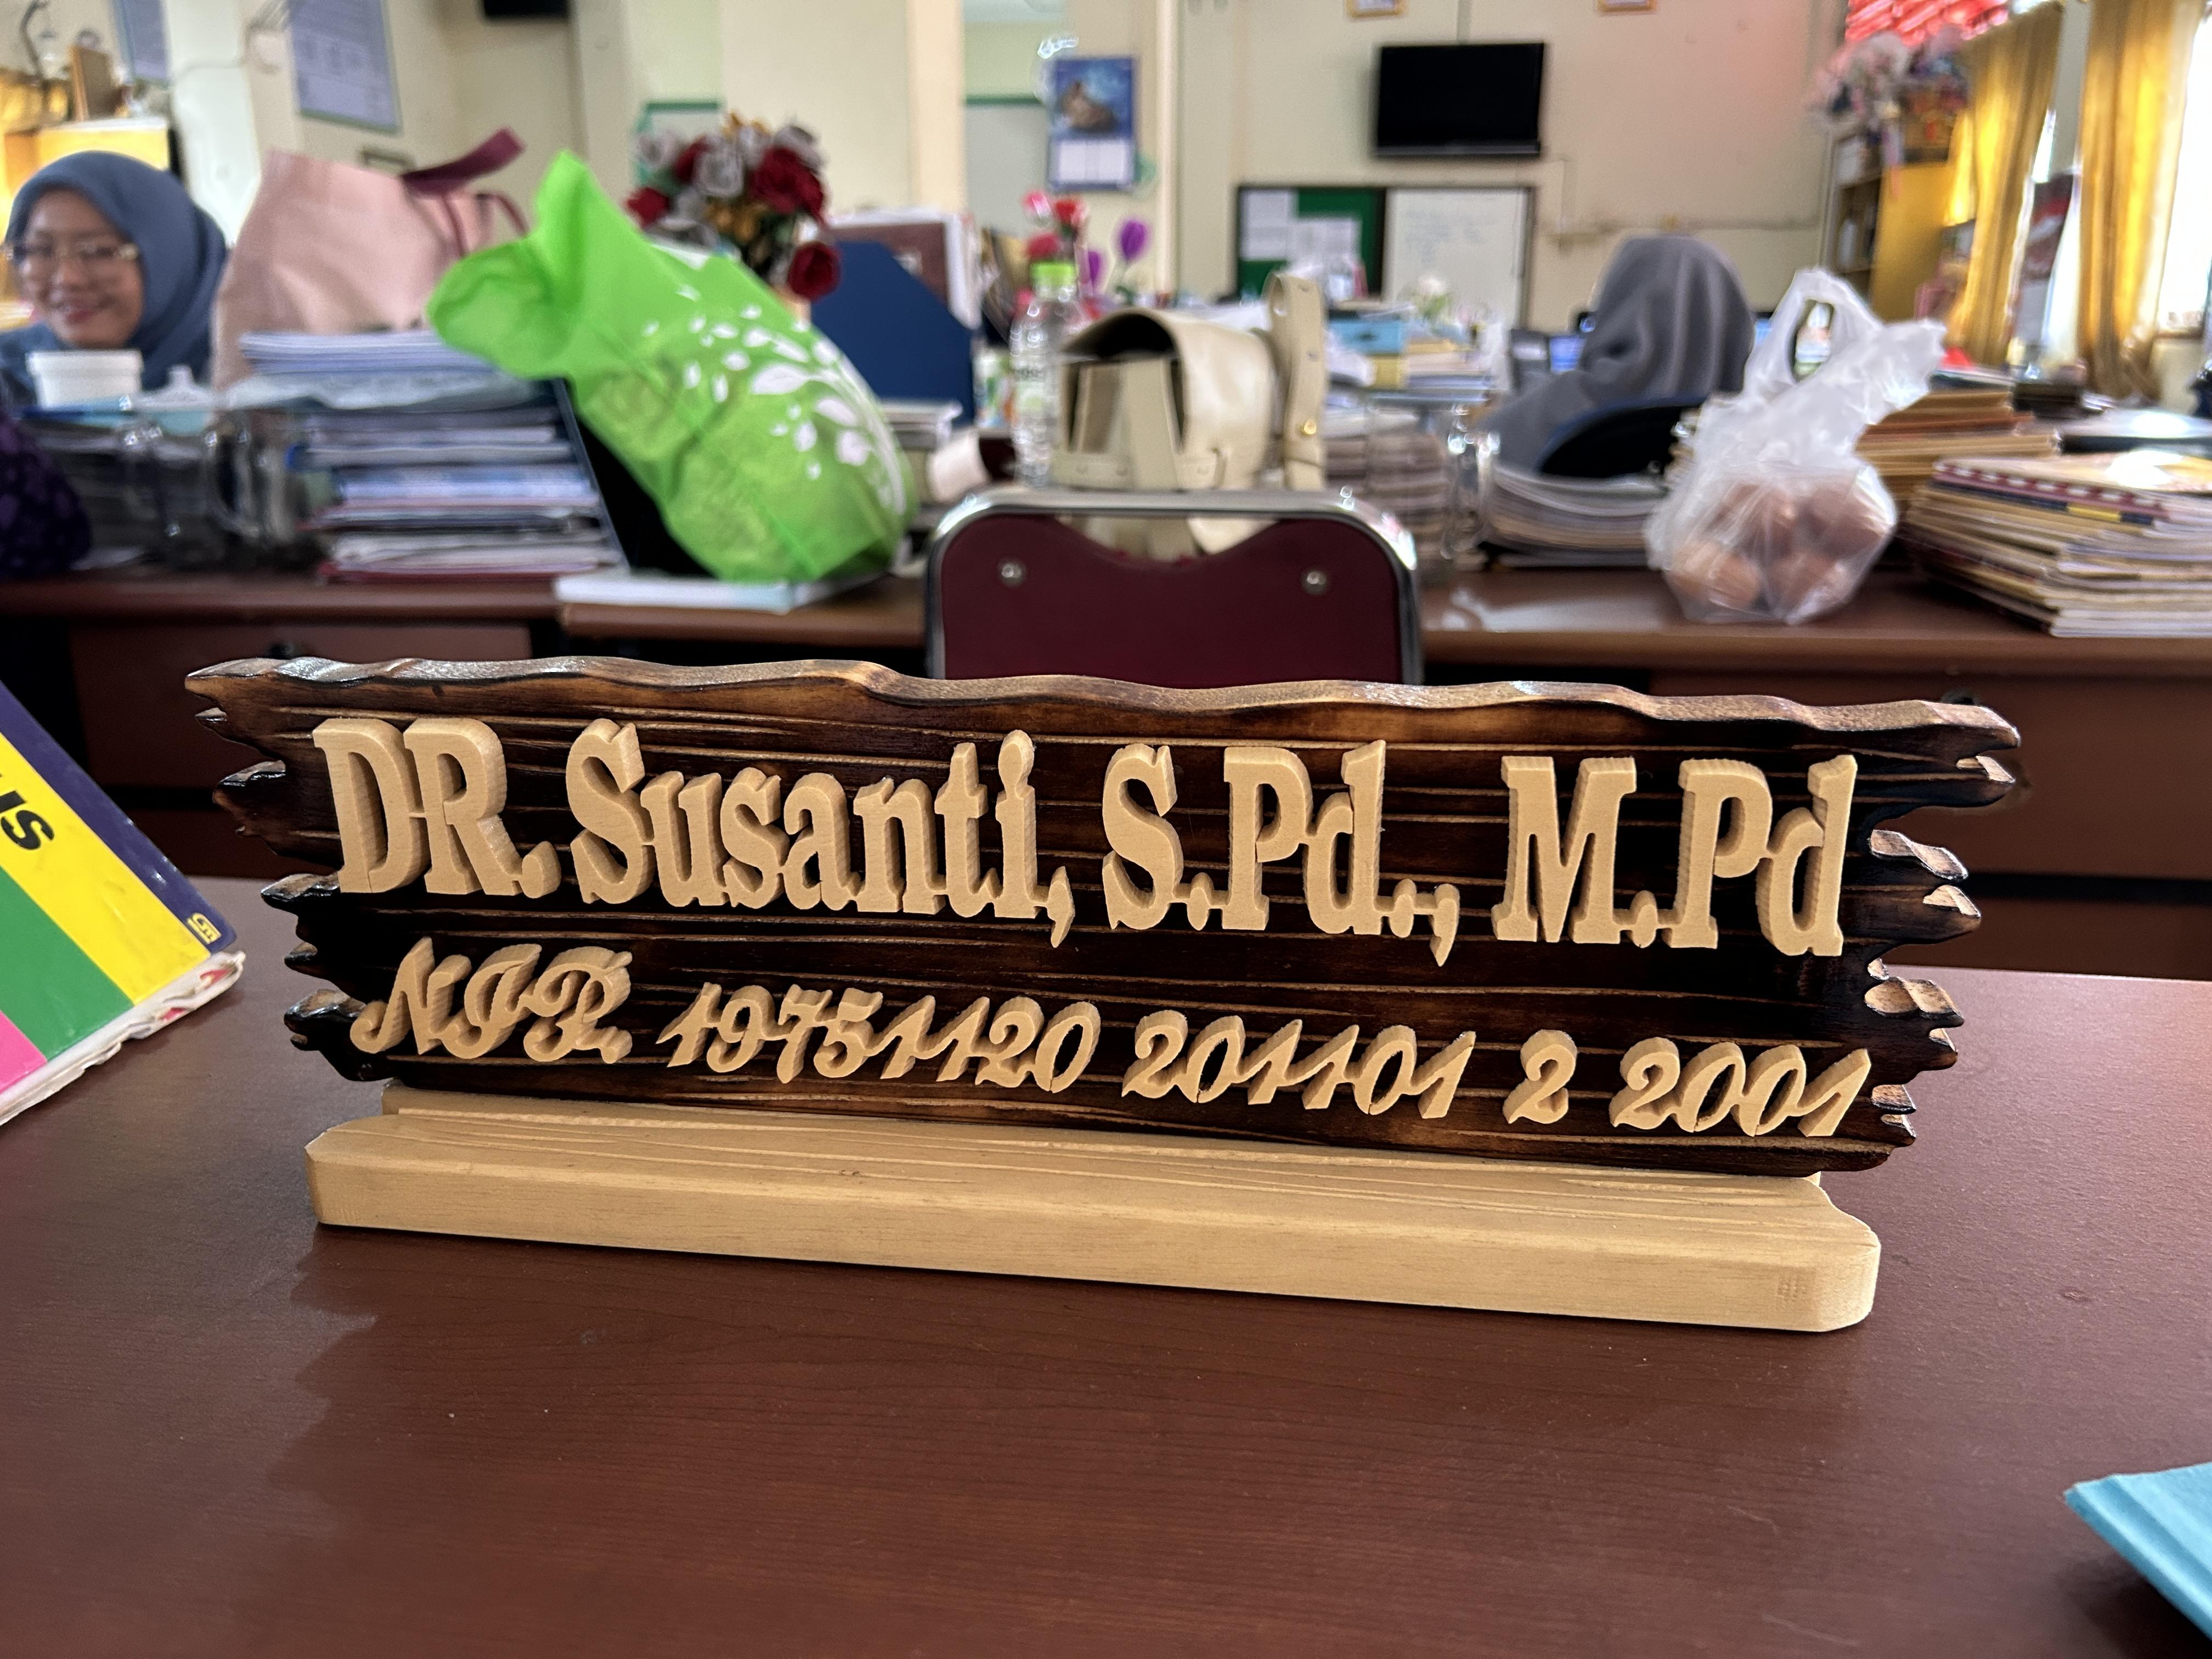 DR. Susanti, S.Pd., M.Pd
NIP. 19751120 201101 2 2001